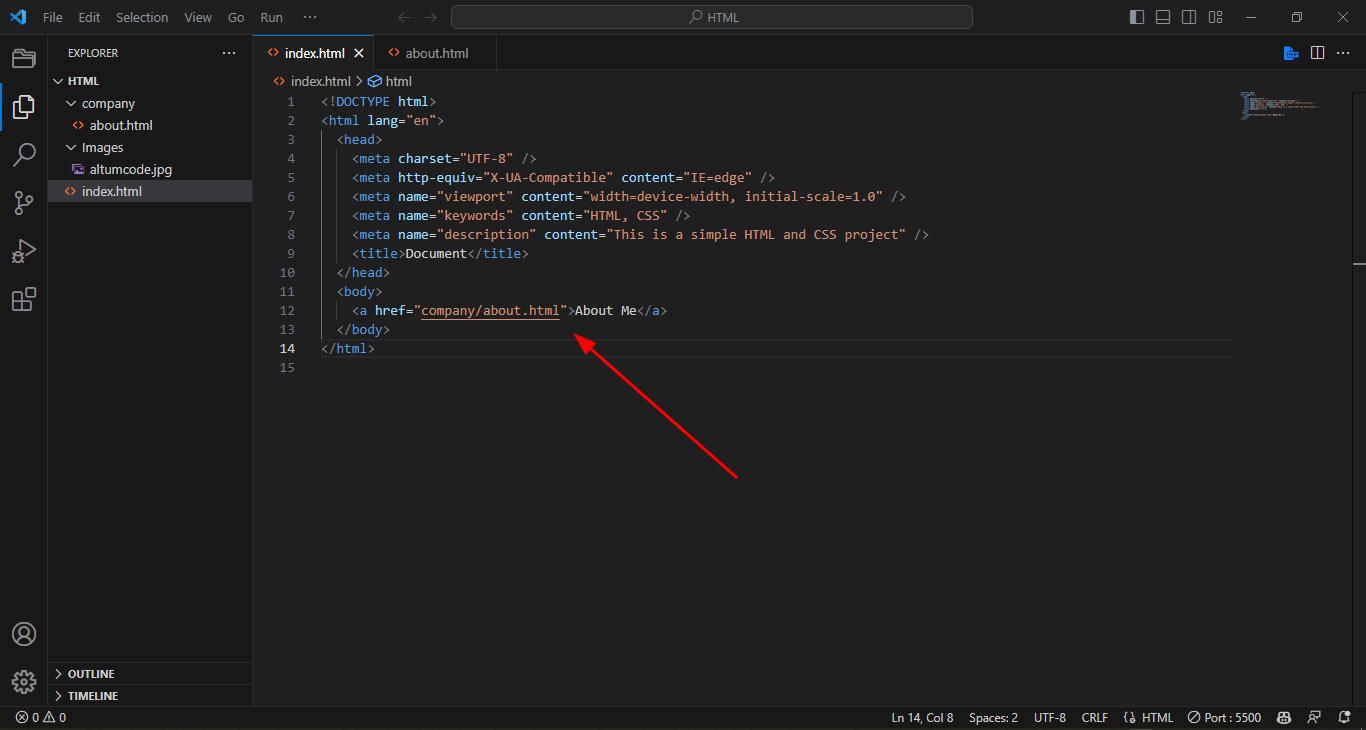 File Edit Selection View Go Run ···
HTML
EXPLORER ···
HTML
company
about.html
Images
altumcode.jpg
index.html
OUTLINE
TIMELINE
index.html about.html
index.html > html
1 <!DOCTYPE html>
2 <html lang="en">
3 <head>
4 <meta charset="UTF-8" />
5 <meta http-equiv="X-UA-Compatible" content="IE=edge" />
6 <meta name="viewport" content="width=device-width, initial-scale=1.0" />
7 <meta name="keywords" content="HTML, CSS" />
8 <meta name="description" content="This is a simple HTML and CSS project" />
9 <title>Document</title>
10 </head>
11 <body>
12 <a href="company/about.html">About Me</a>
13 </body>
14 </html>
15
0 0 Ln 14, Col 8 Spaces: 2 UTF-8 CRLF HTML Port : 5500